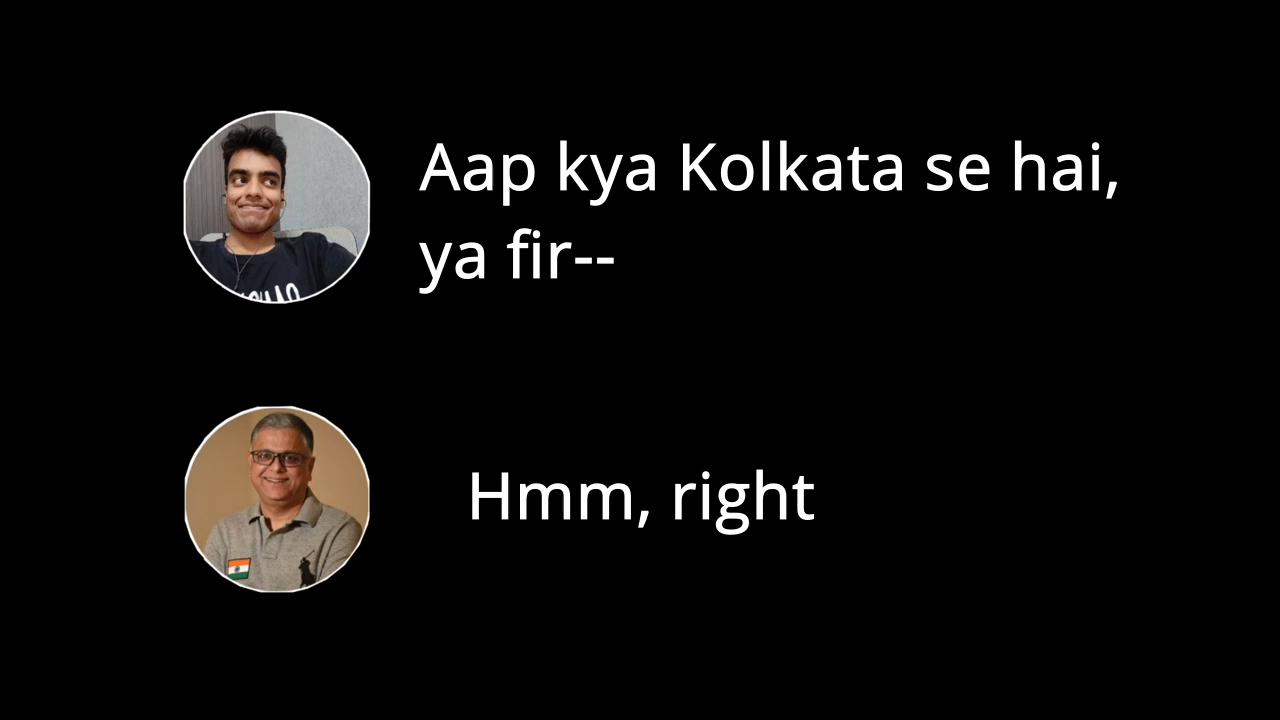 Aap kya Kolkata se hai,
ya fir--
Hmm, right